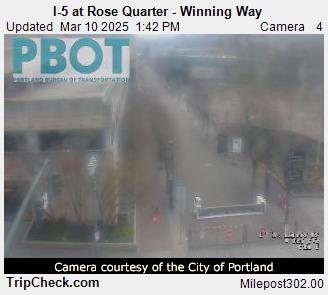 I-5 at Rose Quarter - Winning Way
Updated Mar 10 2025 1:42 PM Camera 4
PBOT
PORTLAND BUREAU OF TRANSPORTATION
Camera courtesy of the City of Portland
TripCheck.com Milepost302.00